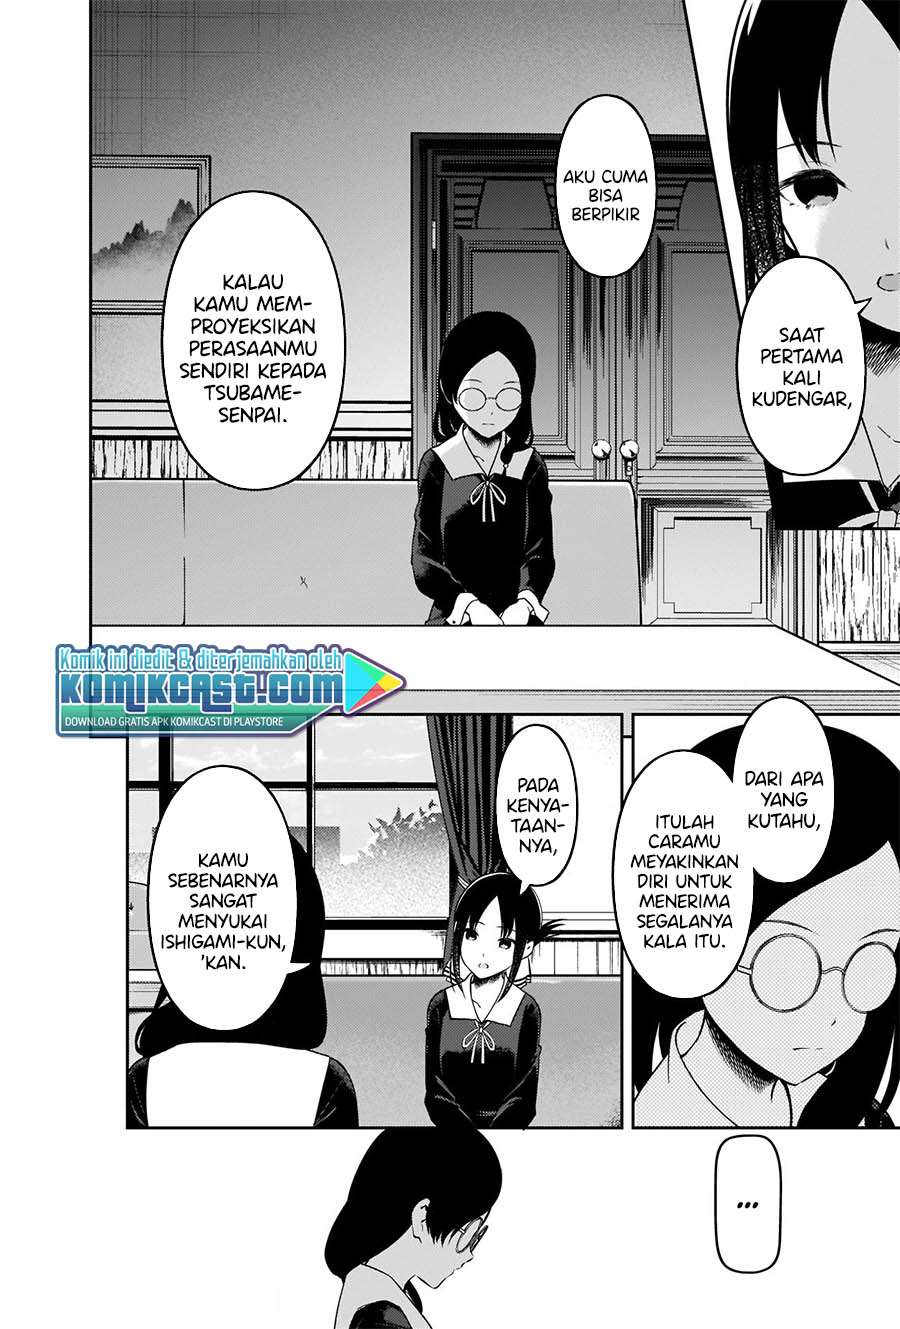 SAAT
PERTAMA
KALI
KUDENGAR,
AKU CUMA
BISA
BERPIKIR
KALAU
KAMU MEM-
PROYEKSIKAN
PERASAANMU
SENDIRI KEPADA
TSUBAME-
SENPAI.
Komik ini diedit & diterjemahkan oleh
KOMIKCAST.COM
DOWNLOAD GRATIS APK KOMIKCAST DI PLAYSTORE
DARI APA
YANG
KUTAHU,
ITULAH
CARAMU
MEYAKINKAN
DIRI UNTUK
MENERIMA
SEGALANYA
KALA ITU.
PADA
KENYA-
TAAN-
NYA,
KAMU
SEBENARNYA
SANGAT
MENYUKAI
ISHIGAMI-KUN,
'KAN.
...